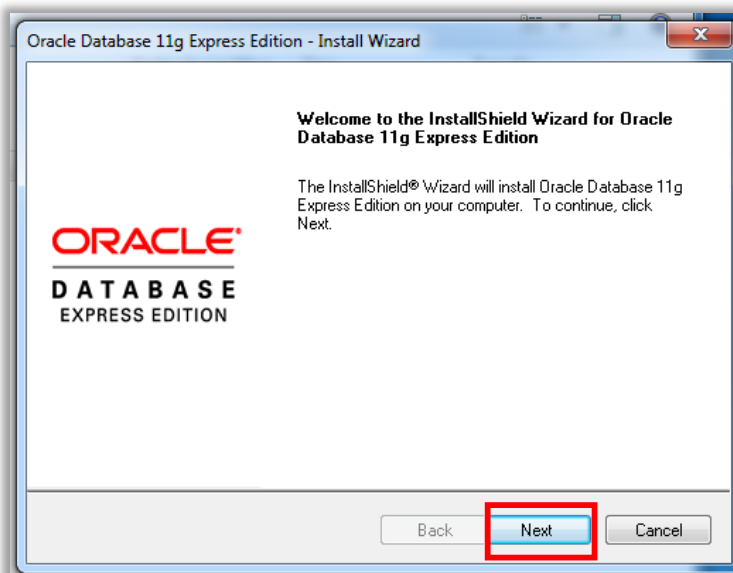 Oracle Database 11g Express Edition - Install Wizard
Welcome to the InstallShield Wizard for Oracle
Database 11g Express Edition
The InstallShield® Wizard will install Oracle Database 11g
Express Edition on your computer. To continue, click
Next.
ORACLE
DATABASE
EXPRESS EDITION
Back Next Cancel